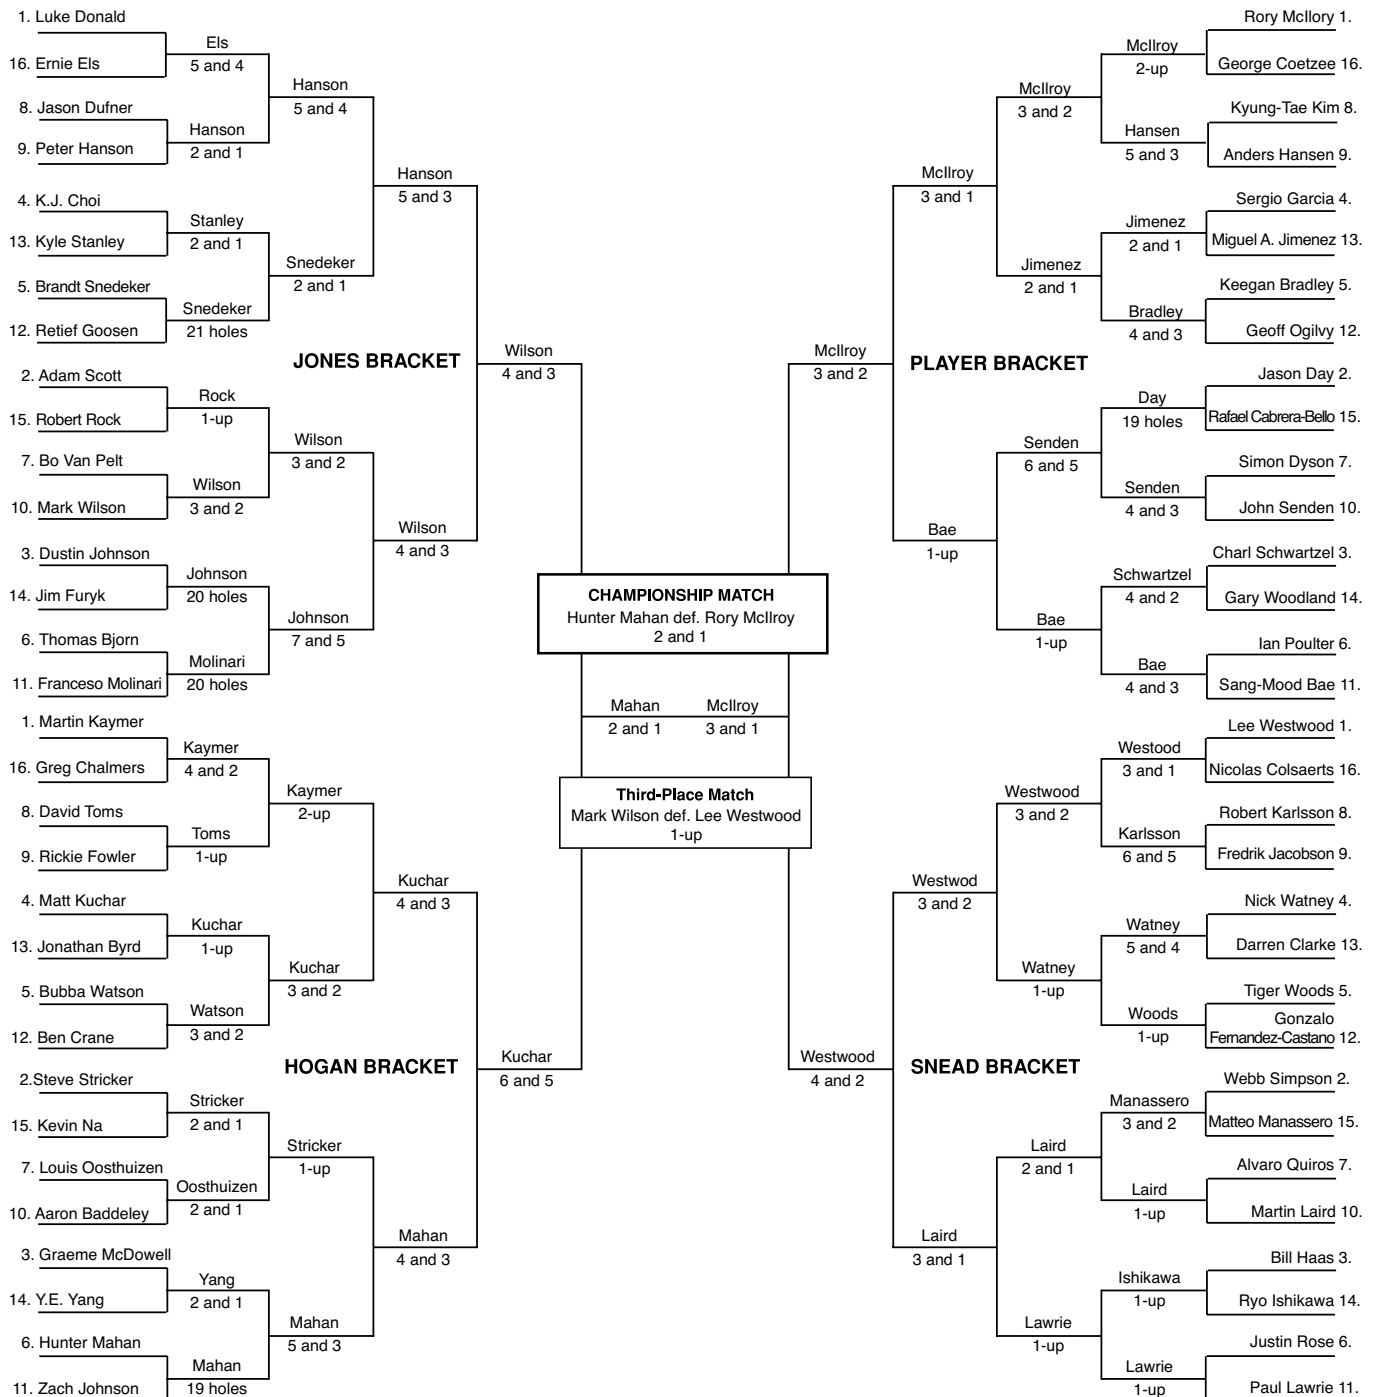 1. Luke Donald
16. Ernie Els
Els
5 and 4
8. Jason Dufner
9. Peter Hanson
Hanson
2 and 1
Hanson
5 and 4
4. K.J. Choi
13. Kyle Stanley
Stanley
2 and 1
5. Brandt Snedeker
12. Retief Goosen
Snedeker
21 holes
Snedeker
2 and 1
Hanson
5 and 3
JONES BRACKET
2. Adam Scott
15. Robert Rock
Rock
1-up
7. Bo Van Pelt
10. Mark Wilson
Wilson
3 and 2
Wilson
3 and 2
3. Dustin Johnson
14. Jim Furyk
Johnson
20 holes
6. Thomas Bjorn
11. Franceso Molinari
Molinari
20 holes
Johnson
7 and 5
Wilson
4 and 3
Wilson
4 and 3
1. Martin Kaymer
16. Greg Chalmers
Kaymer
4 and 2
8. David Toms
9. Rickie Fowler
Toms
1-up
Kaymer
2-up
4. Matt Kuchar
13. Jonathan Byrd
Kuchar
1-up
5. Bubba Watson
12. Ben Crane
Watson
3 and 2
Kuchar
3 and 2
Kuchar
4 and 3
HOGAN BRACKET
2.Steve Stricker
15. Kevin Na
Stricker
2 and 1
7. Louis Oosthuizen
10. Aaron Baddeley
Oosthuizen
2 and 1
Stricker
1-up
3. Graeme McDowell
14. Y.E. Yang
Yang
2 and 1
6. Hunter Mahan
11. Zach Johnson
Mahan
19 holes
Mahan
5 and 3
Mahan
4 and 3
Kuchar
6 and 5
CHAMPIONSHIP MATCH
Hunter Mahan def. Rory McIlroy
2 and 1
Mahan
2 and 1
McIlroy
3 and 1
Third-Place Match
Mark Wilson def. Lee Westwood
1-up
Rory McIlory 1.
George Coetzee 16.
McIlroy
2-up
Kyung-Tae Kim 8.
Anders Hansen 9.
Hansen
5 and 3
McIlroy
3 and 2
Sergio Garcia 4.
Miguel A. Jimenez 13.
Jimenez
2 and 1
Keegan Bradley 5.
Geoff Ogilvy 12.
Bradley
4 and 3
Jimenez
2 and 1
McIlroy
3 and 1
McIlroy
3 and 2
PLAYER BRACKET
Jason Day 2.
Rafael Cabrera-Bello 15.
Day
19 holes
Simon Dyson 7.
John Senden 10.
Senden
4 and 3
Senden
6 and 5
Charl Schwartzel 3.
Gary Woodland 14.
Schwartzel
4 and 2
Ian Poulter 6.
Sang-Mood Bae 11.
Bae
4 and 3
Bae
1-up
Bae
1-up
Lee Westwood 1.
Nicolas Colsaerts 16.
Westood
3 and 1
Robert Karlsson 8.
Fredrik Jacobson 9.
Karlsson
6 and 5
Westwood
3 and 2
Nick Watney 4.
Darren Clarke 13.
Watney
5 and 4
Tiger Woods 5.
Gonzalo
Fernandez-Castano 12.
Woods
1-up
Watney
1-up
Westwod
3 and 2
Westwood
4 and 2
SNEAD BRACKET
Webb Simpson 2.
Matteo Manassero 15.
Manassero
3 and 2
Alvaro Quiros 7.
Martin Laird 10.
Laird
1-up
Laird
2 and 1
Bill Haas 3.
Ryo Ishikawa 14.
Ishikawa
1-up
Justin Rose 6.
Paul Lawrie 11.
Lawrie
1-up
Lawrie
1-up
Laird
3 and 1